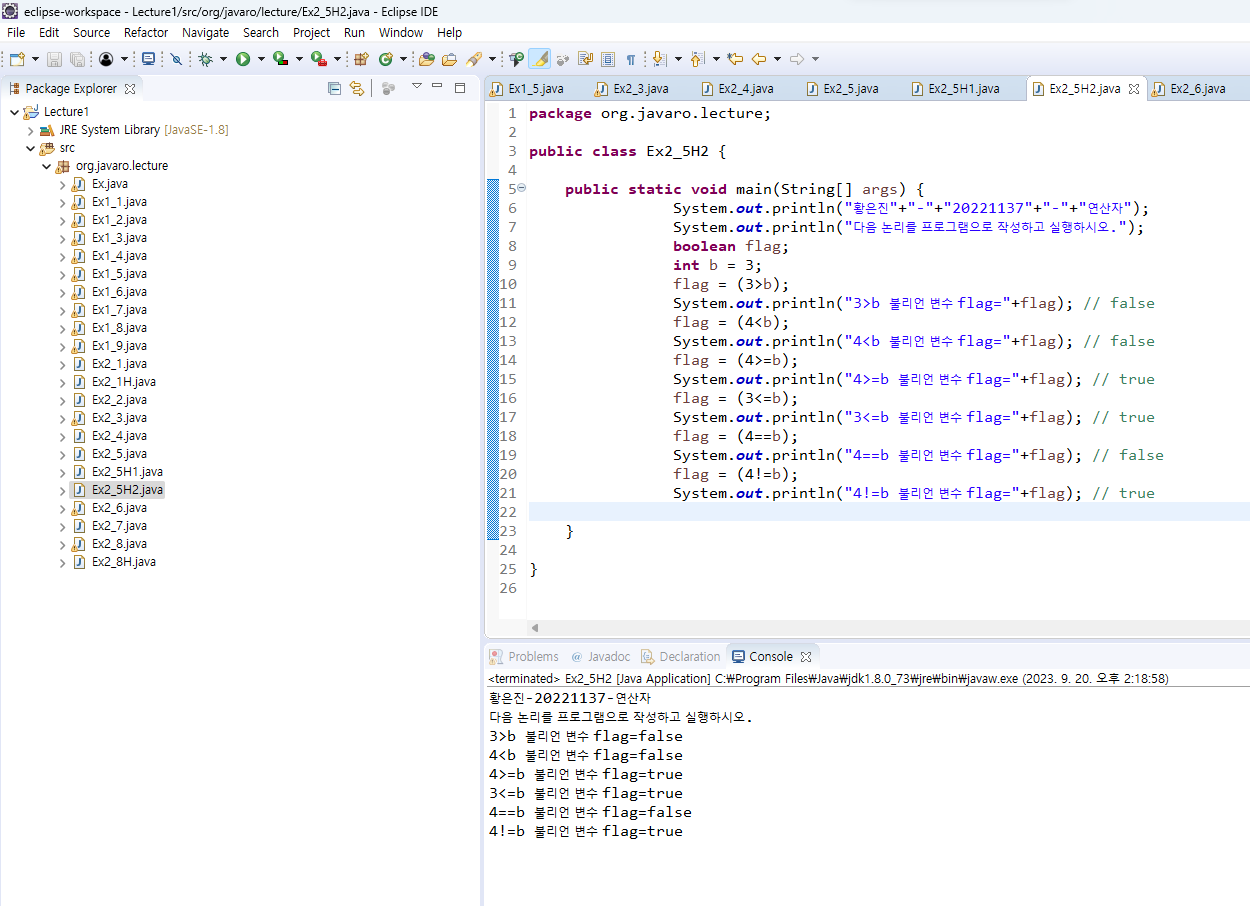 eclipse-workspace - Lecture1/src/org/javaro/lecture/Ex2_5H2.java - Eclipse IDE
File Edit Source Refactor Navigate Search Project Run Window Help
Package Explorer
Lecture1
JRE System Library [JavaSE-1.8]
src
org.javaro.lecture
Ex.java
Ex1_1.java
Ex1_2.java
Ex1_3.java
Ex1_4.java
Ex1_5.java
Ex1_6.java
Ex1_7.java
Ex1_8.java
Ex1_9.java
Ex2_1.java
Ex2_1H.java
Ex2_2.java
Ex2_3.java
Ex2_4.java
Ex2_5.java
Ex2_5H1.java
Ex2_5H2.java
Ex2_6.java
Ex2_7.java
Ex2_8.java
Ex2_8H.java
Ex1_5.java Ex2_3.java Ex2_4.java Ex2_5.java Ex2_5H1.java Ex2_5H2.java Ex2_6.java
1 package org.javaro.lecture;
2
3 public class Ex2_5H2 {
4
5 public static void main(String[] args) {
6 System.out.println("황은진"+"-"+"20221137"+"-"+"연산자");
7 System.out.println("다음 논리를 프로그램으로 작성하고 실행하시오.");
8 boolean flag;
9 int b = 3;
10 flag = (3>b);
11 System.out.println("3>b 불리언 변수 flag="+flag); // false
12 flag = (4<b);
13 System.out.println("4<b 불리언 변수 flag="+flag); // false
14 flag = (4>=b);
15 System.out.println("4>=b 불리언 변수 flag="+flag); // true
16 flag = (3<=b);
17 System.out.println("3<=b 불리언 변수 flag="+flag); // true
18 flag = (4==b);
19 System.out.println("4==b 불리언 변수 flag="+flag); // false
20 flag = (4!=b);
21 System.out.println("4!=b 불리언 변수 flag="+flag); // true
22
23 }
24
25 }
26
Problems @ Javadoc Declaration Console
<terminated> Ex2_5H2 [Java Application] C:₩Program Files₩Java₩jdk1.8.0_73₩jre₩bin₩javaw.exe (2023. 9. 20. 오후 2:18:58)
황은진-20221137-연산자
다음 논리를 프로그램으로 작성하고 실행하시오.
3>b 불리언 변수 flag=false
4<b 불리언 변수 flag=false
4>=b 불리언 변수 flag=true
3<=b 불리언 변수 flag=true
4==b 불리언 변수 flag=false
4!=b 불리언 변수 flag=true